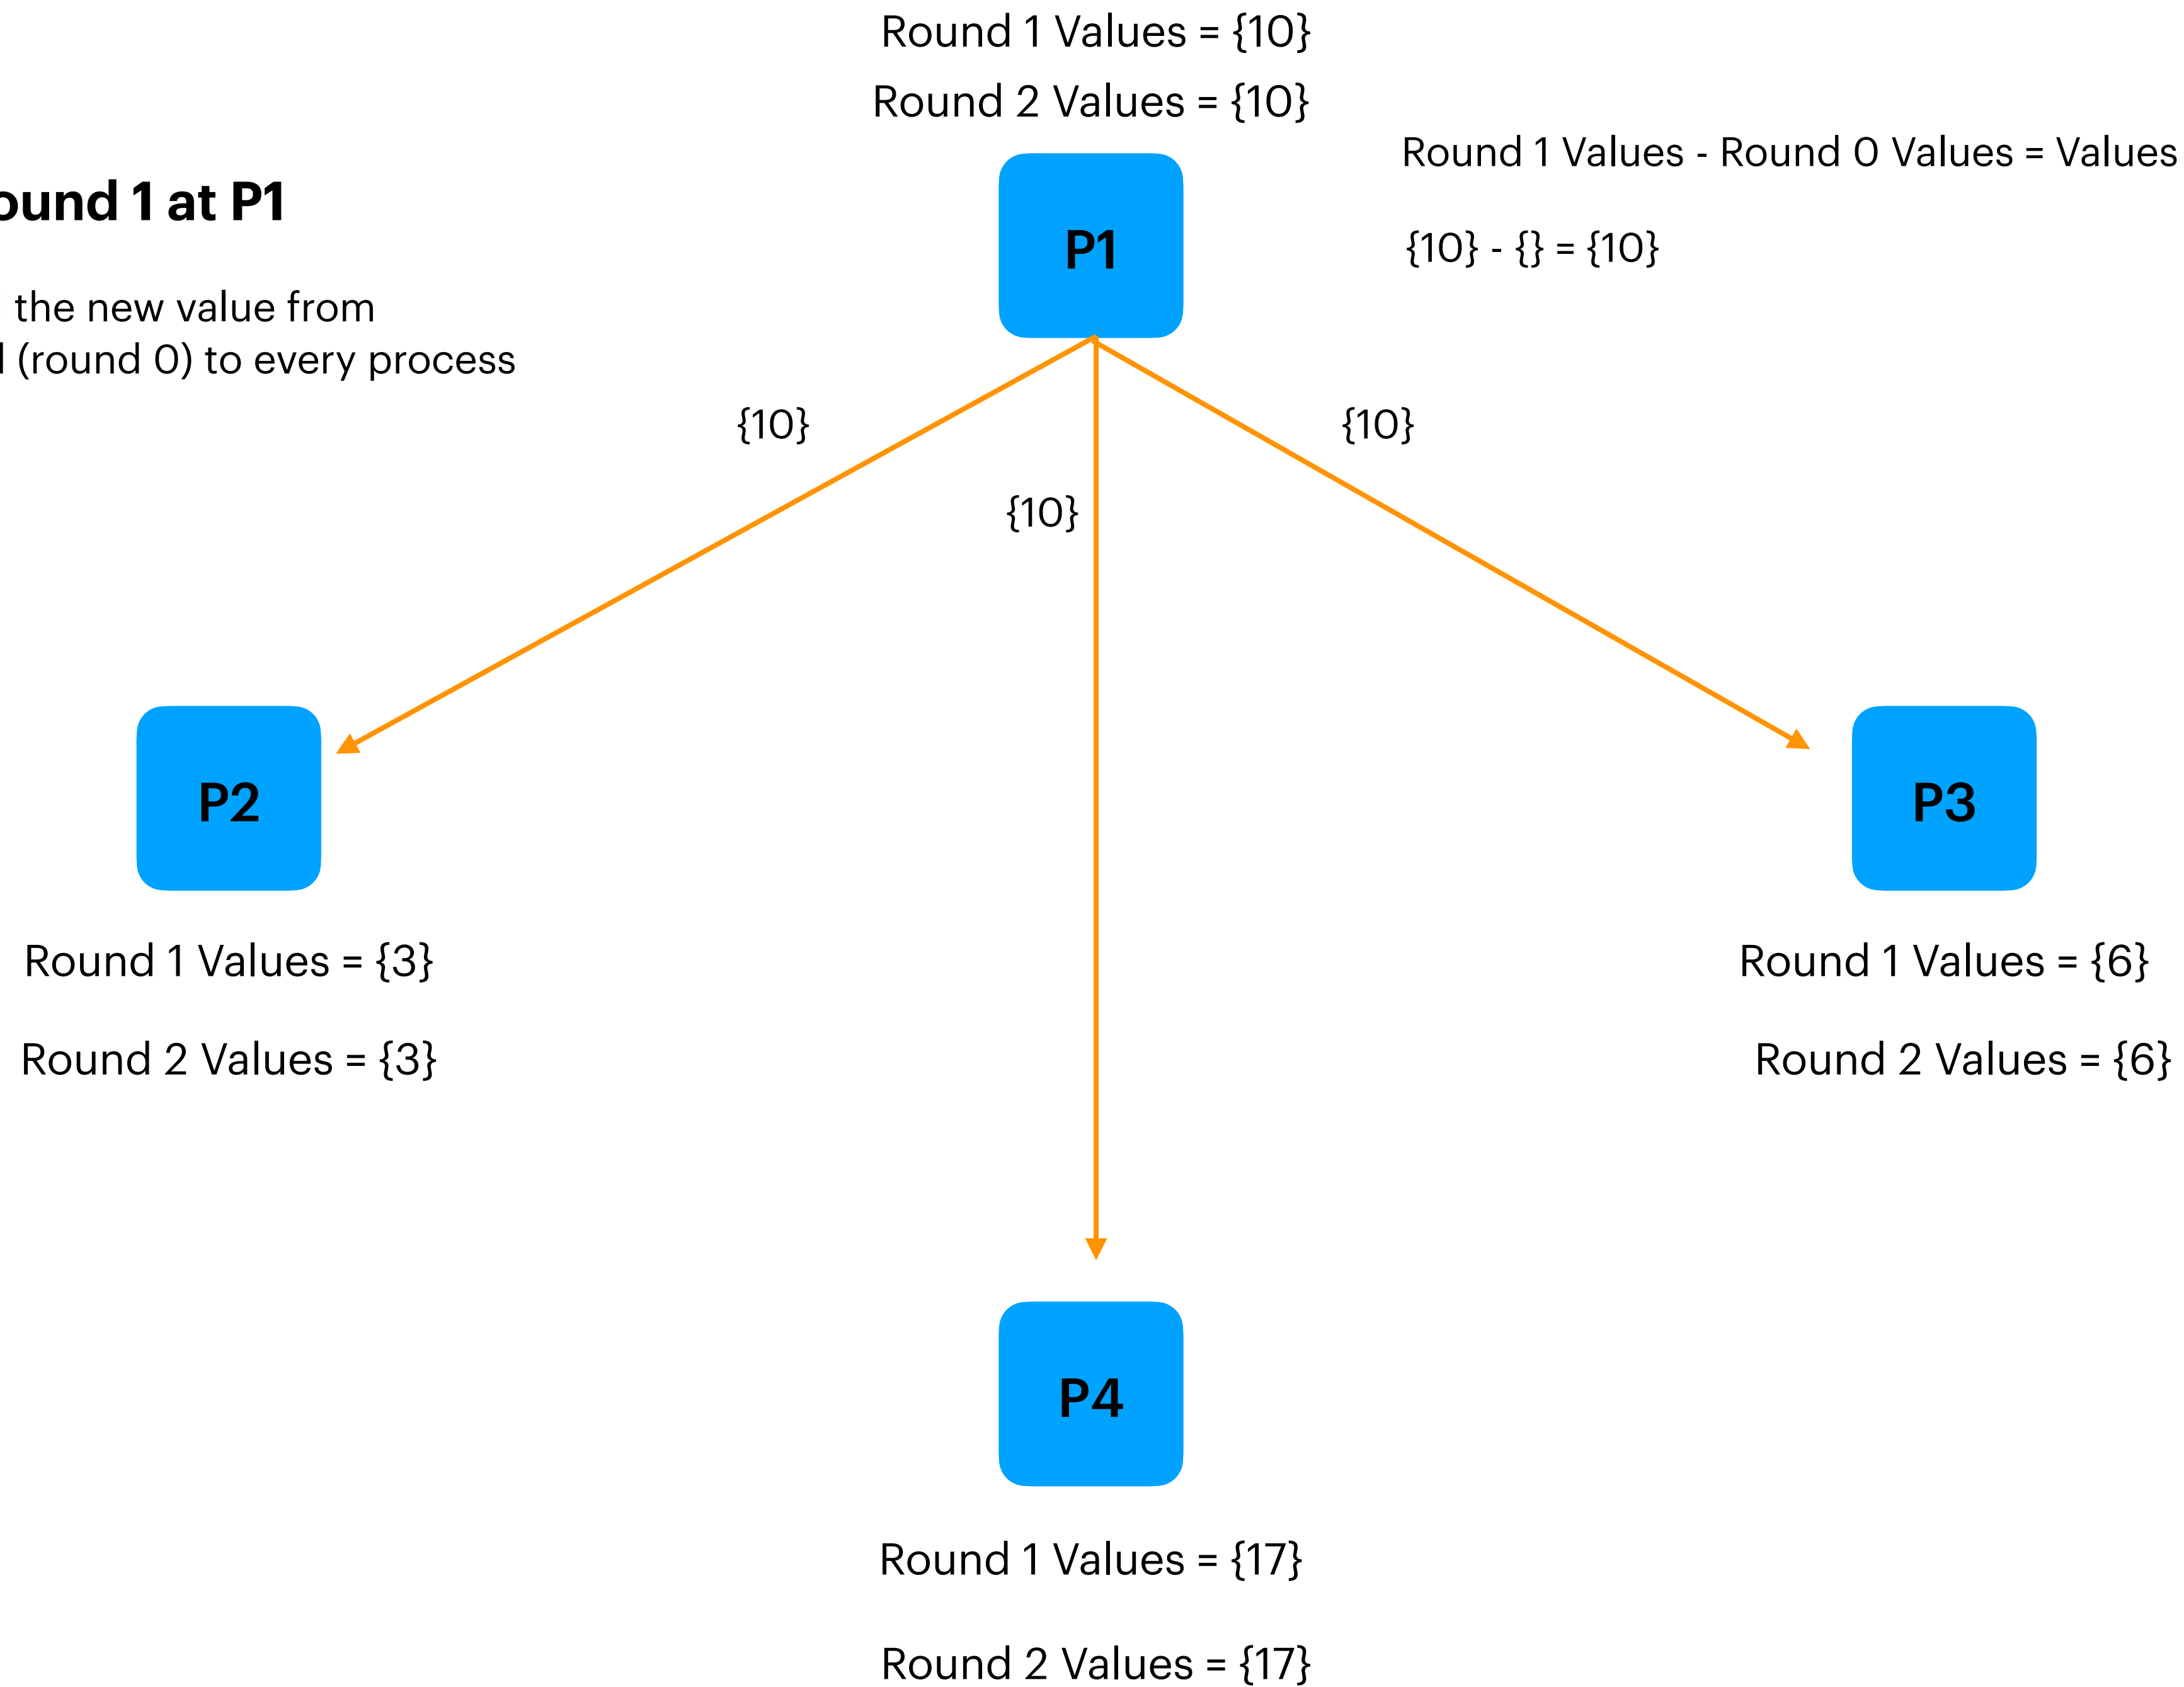 Round 1 Values = {10}
Round 2 Values = {10}
Round 1 Values - Round 0 Values = Values
ound 1 at P1
P1
{10} - {} = {10}
the new value from
(round 0) to every process
{10}
{10}
{10}
P2
P3
Round 1 Values = {3}
Round 1 Values = {6}
Round 2 Values = {3}
Round 2 Values = {6}
P4
Round 1 Values = {17}
Round 2 Values = {17}